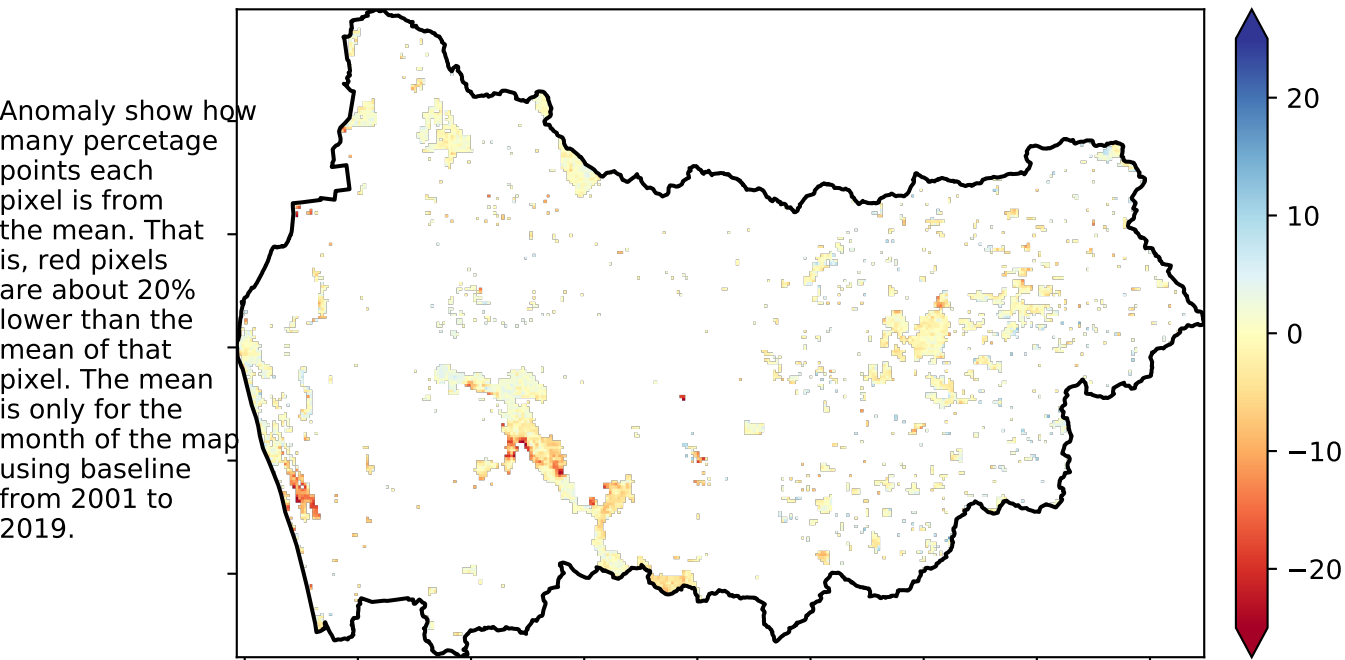 Anomaly show how
many percetage
points each
pixel is from
the mean. That
is, red pixels
are about 20%
lower than the
mean of that
pixel. The mean
is only for the
month of the map
using baseline
from 2001 to
2019.
20
10
0
−10
−20